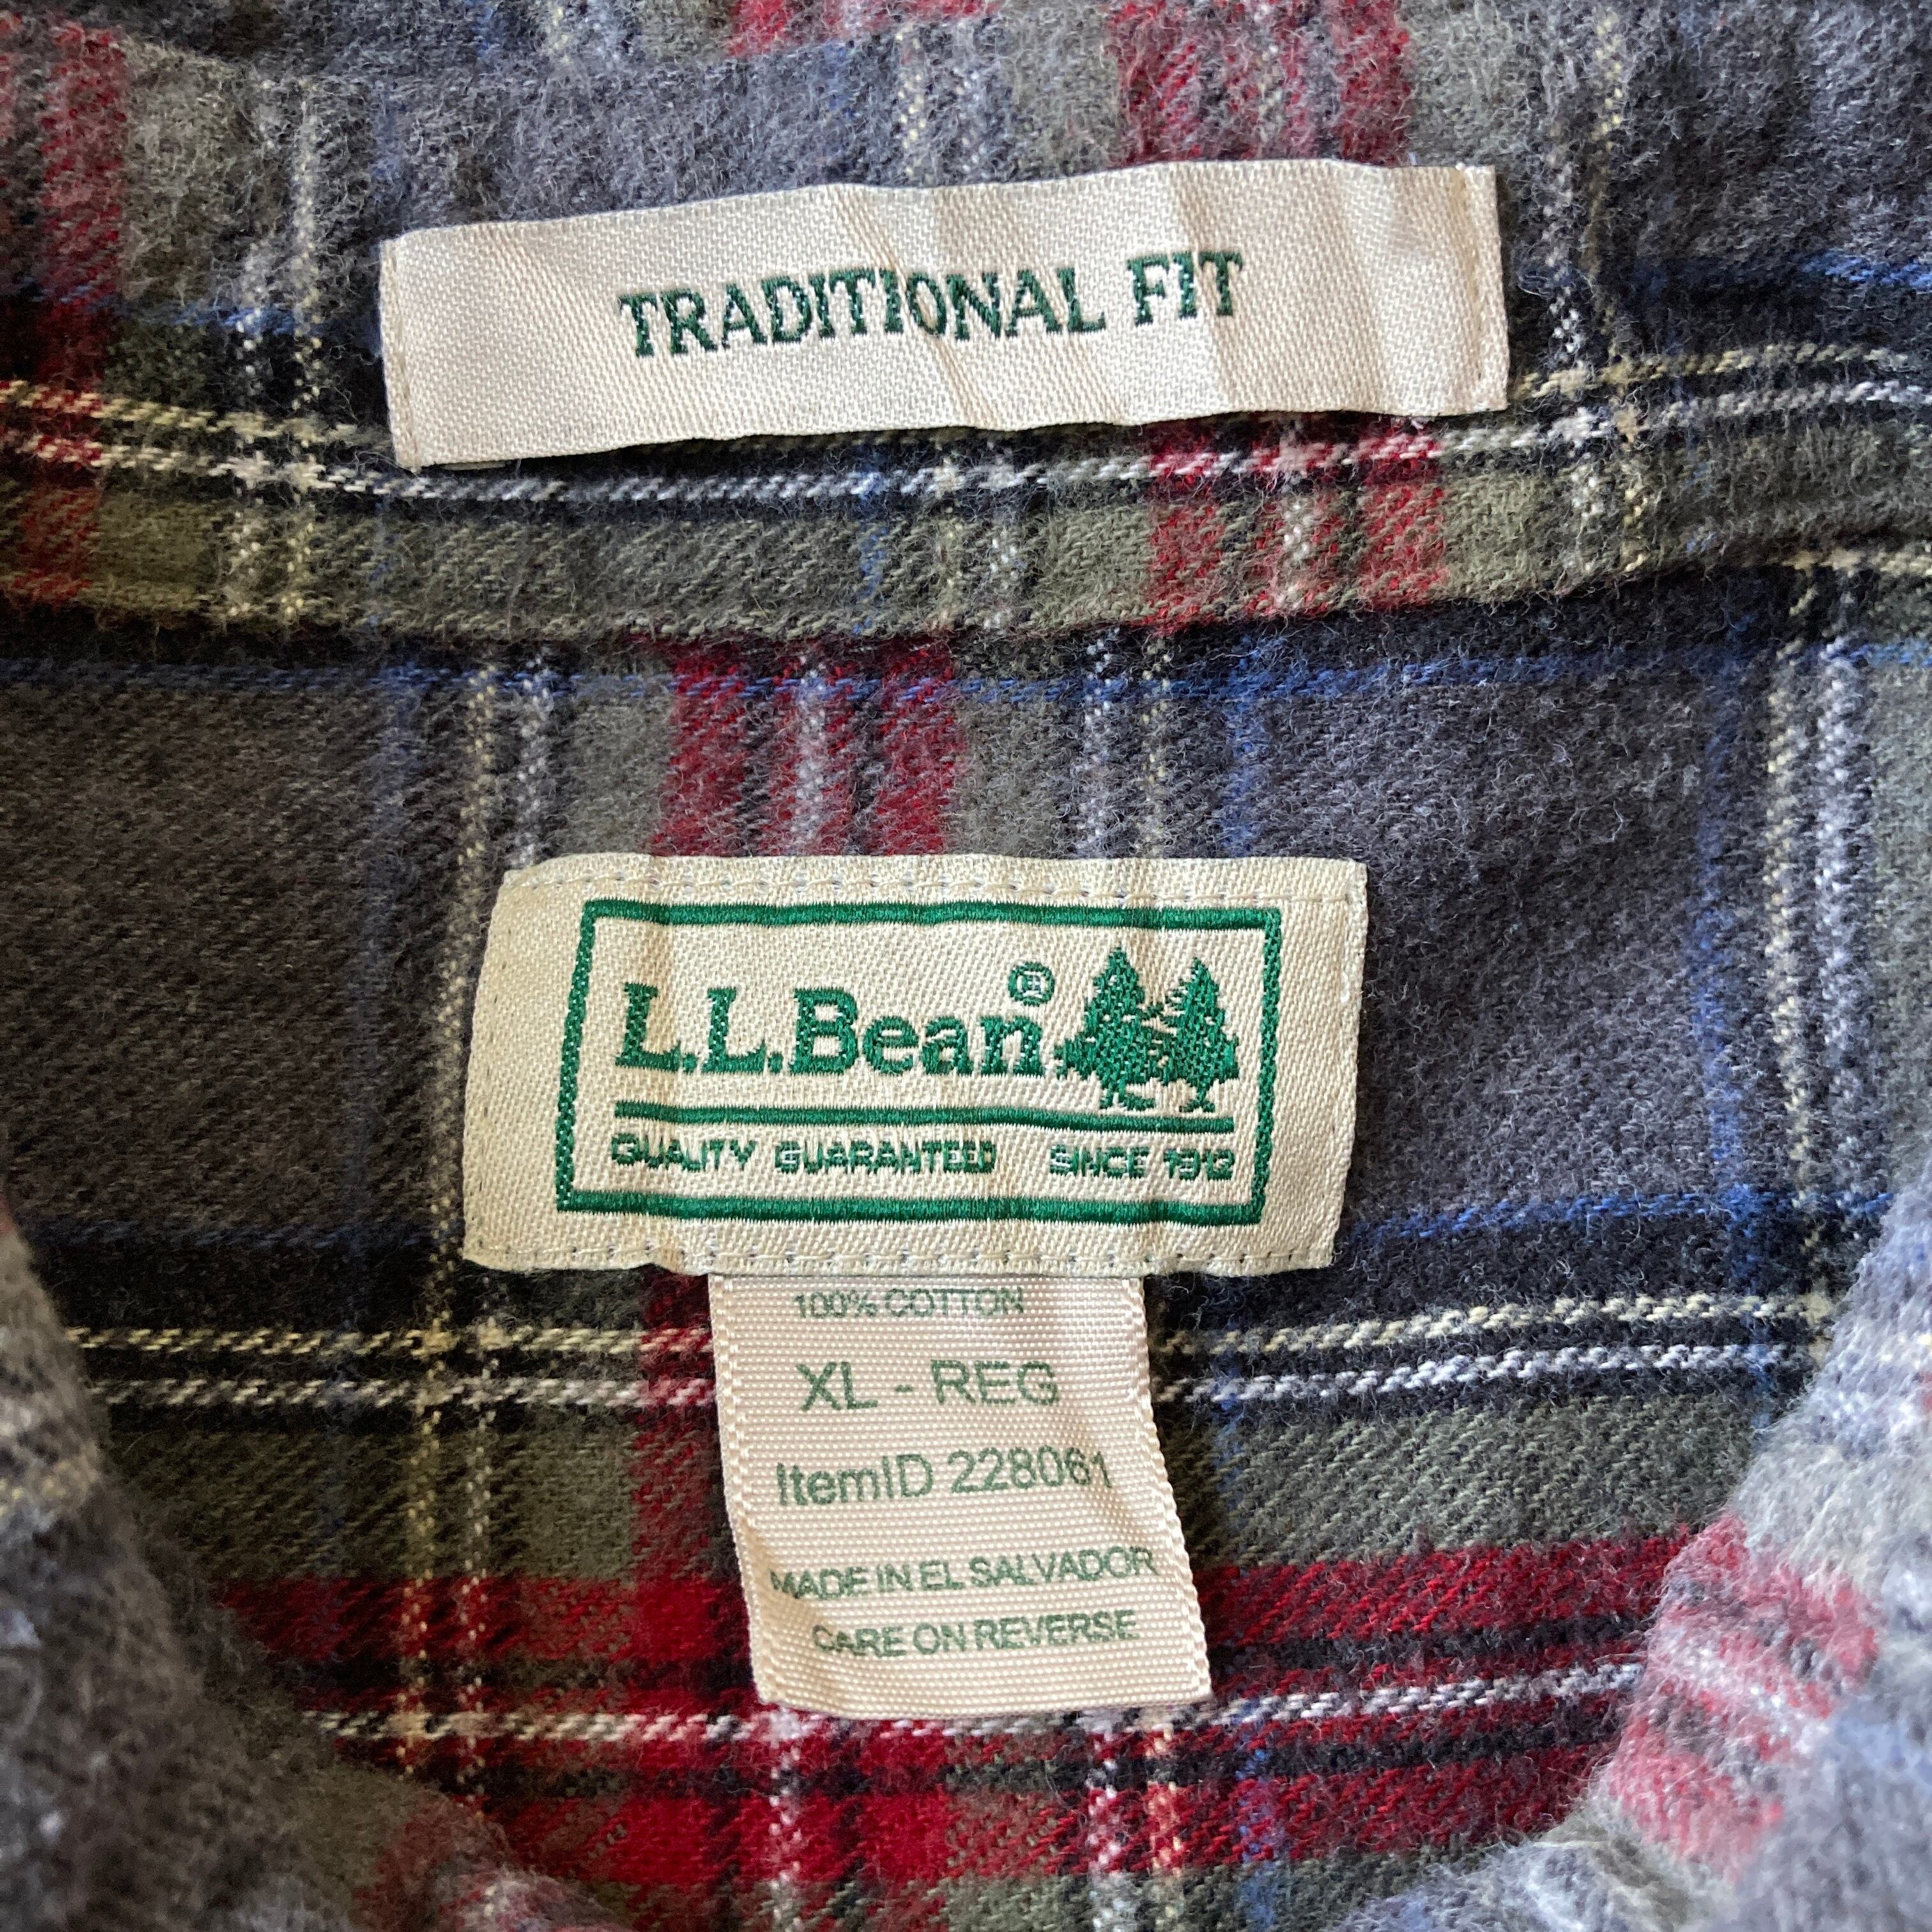 TRADITIONAL FIT
L.L.Bean®
QUALITY GUARANTEED SINCE 1912
100% COTTON
XL - REG
ItemID 228061
MADE IN EL SALVADOR
CARE ON REVERSE